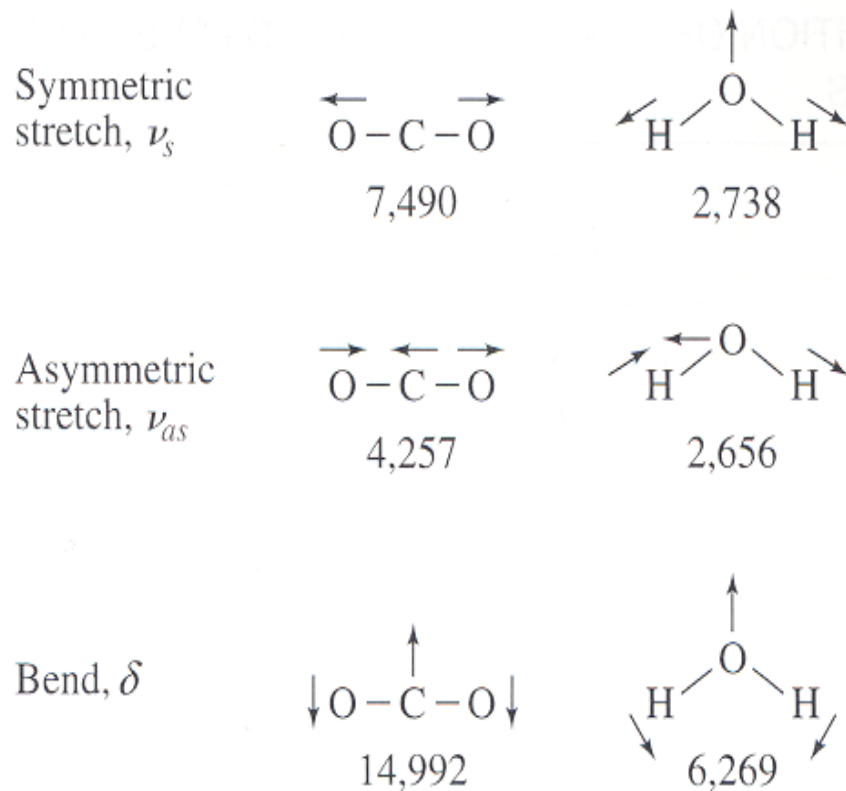 Symmetric
stretch, νs
O – C – O
O
H H
7,490 2,738
Asymmetric
stretch, νas
O – C – O
O
H H
4,257 2,656
Bend, δ
O – C – O
O
H H
14,992 6,269